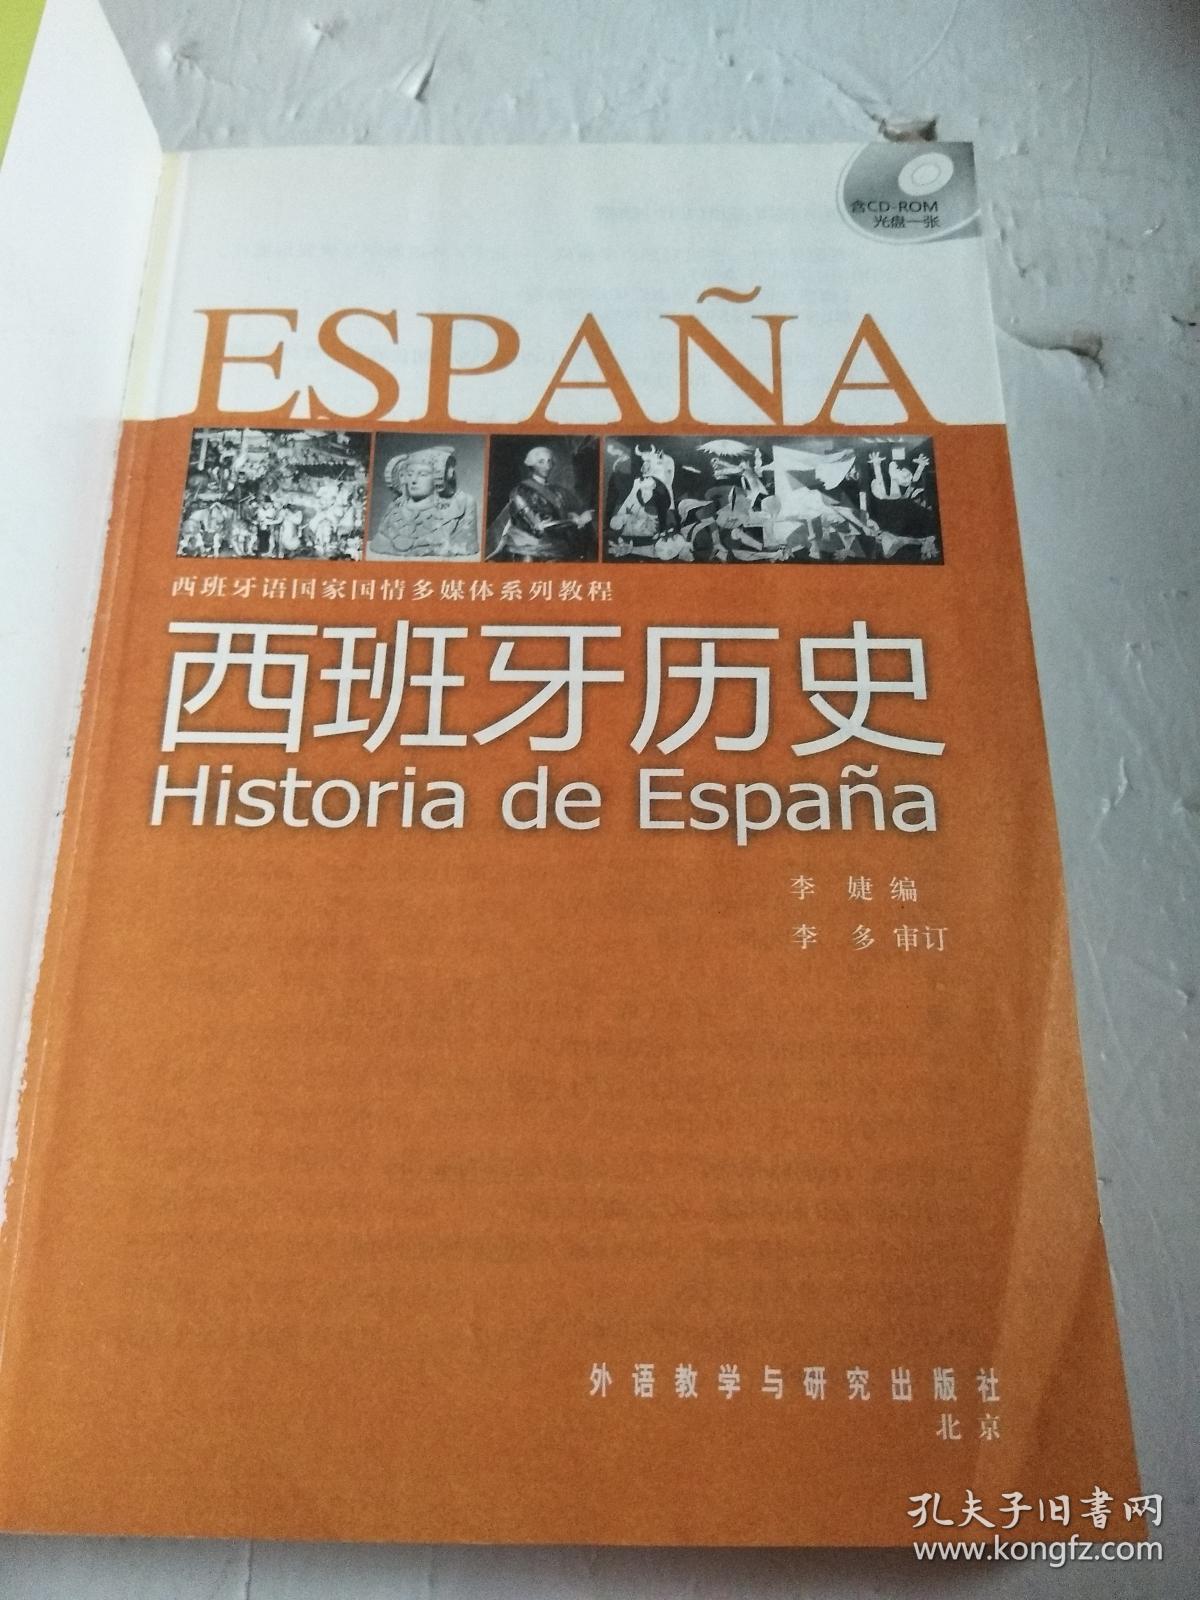 含CD-ROM
光盘一张
ESPAÑA
西班牙语国家国情多媒体系列教程
西班牙历史
Historia de España
李 婕 编
李 多 审订
外语教学与研究出版社
北京
孔夫子旧书网
www.kongfz.com